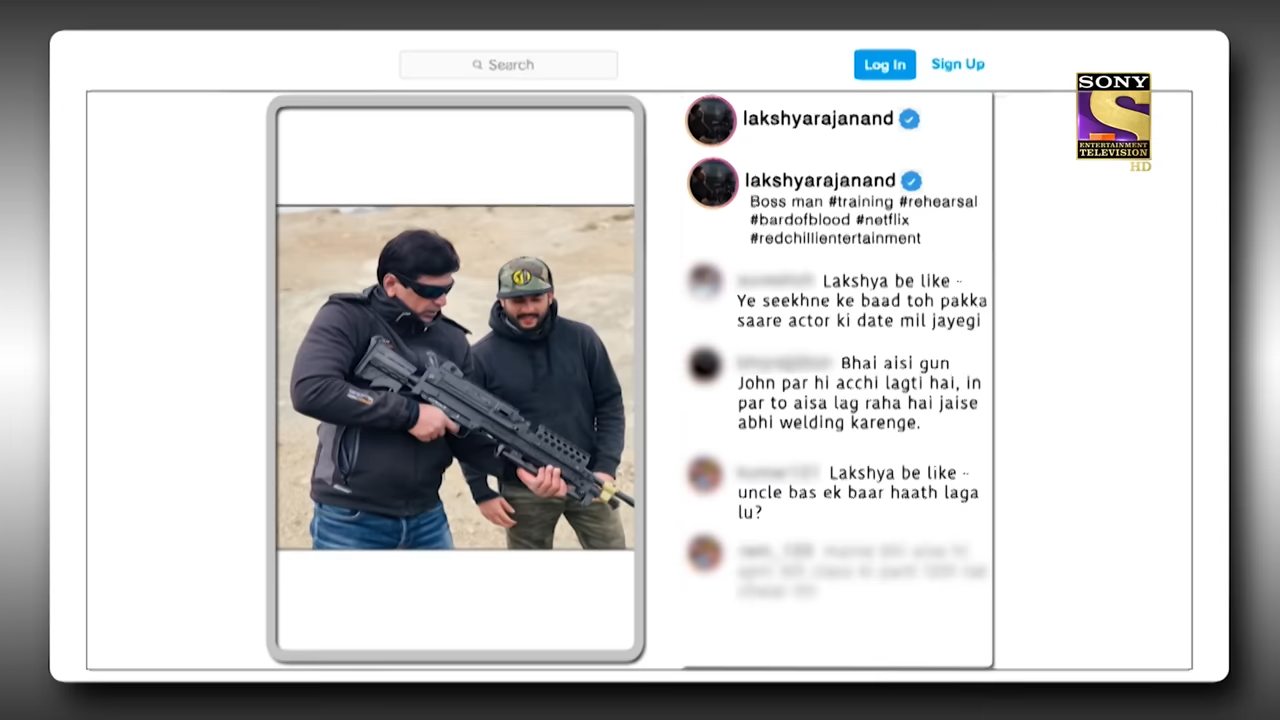 Search
Log In
Sign Up
SONY
ENTERTAINMENT
TELEVISION
HD
lakshyarajanand
lakshyarajanand
Boss man #training #rehearsal
#bardofblood #netflix
#redchillientertainment
Lakshya be like --
Ye seekhne ke baad toh pakka
saare actor ki date mil jayegi
Bhai aisi gun
John par hi acchi lagti hai, in
par to aisa lag raha hai jaise
abhi welding karenge.
Lakshya be like --
uncle bas ek baar haath laga
lu?